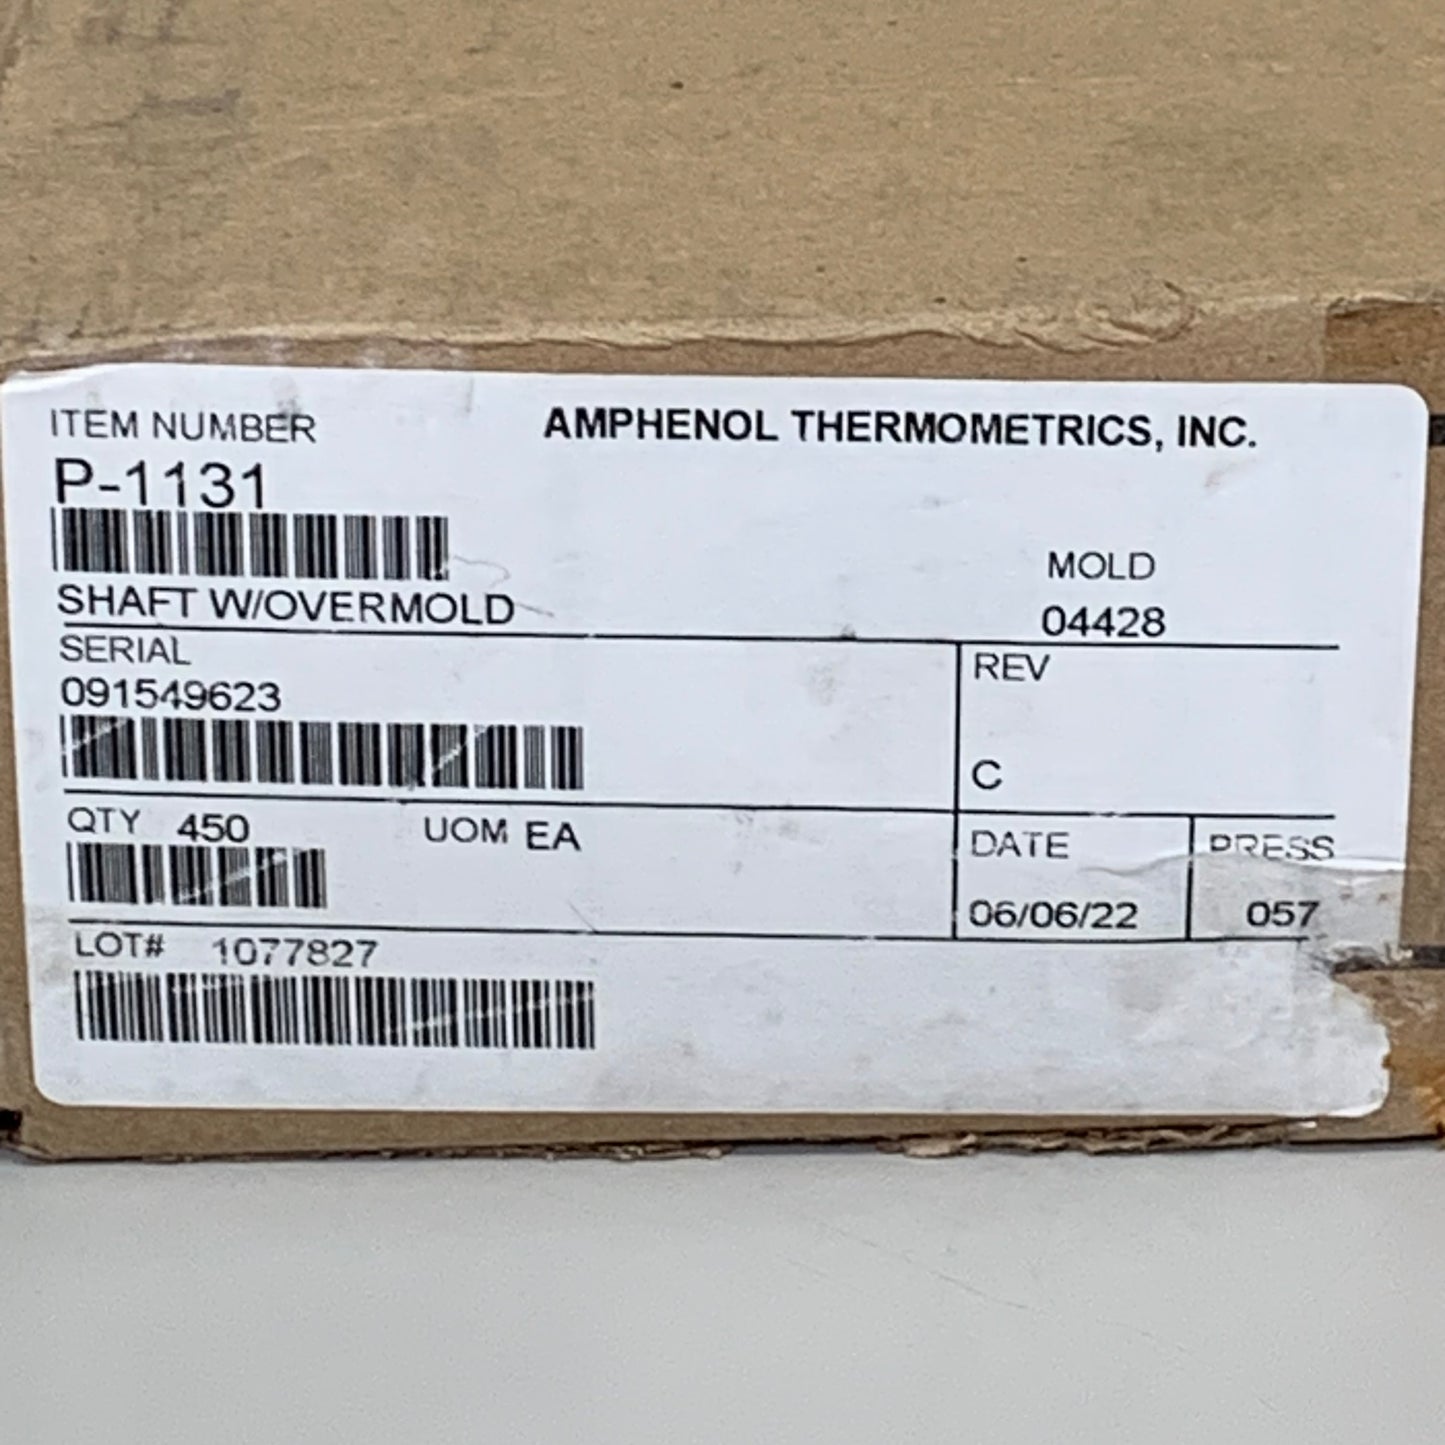 ITEM NUMBER
AMPHENOL THERMOMETRICS, INC.
P-1131
MOLD
SHAFT W/OVERMOLD
04428
SERIAL
091549623
REV
C
QTY 450 UOM EA
DATE
06/06/22
PRESS
057
LOT# 1077827